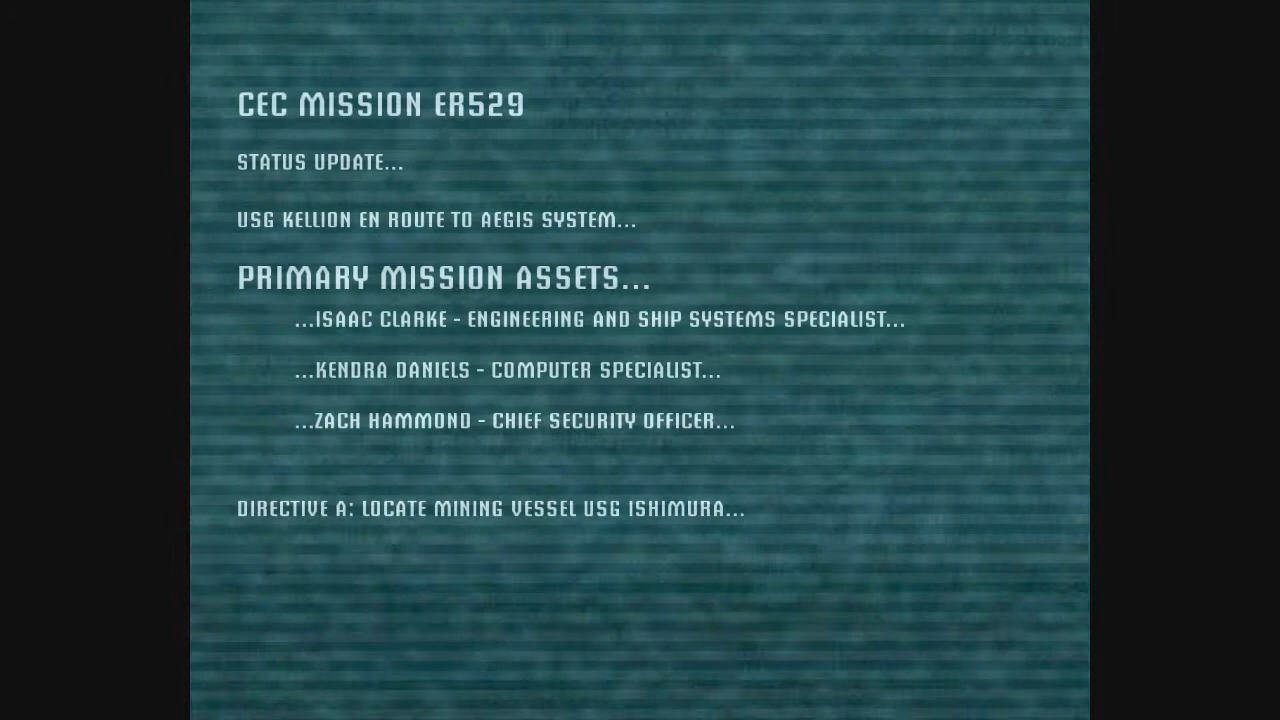 CEC MISSION ER529
STATUS UPDATE...
USG KELLION EN ROUTE TO AEGIS SYSTEM...
PRIMARY MISSION ASSETS...
...ISAAC CLARKE - ENGINEERING AND SHIP SYSTEMS SPECIALIST...
...KENDRA DANIELS - COMPUTER SPECIALIST...
...ZACH HAMMOND - CHIEF SECURITY OFFICER...
DIRECTIVE A: LOCATE MINING VESSEL USG ISHIMURA...